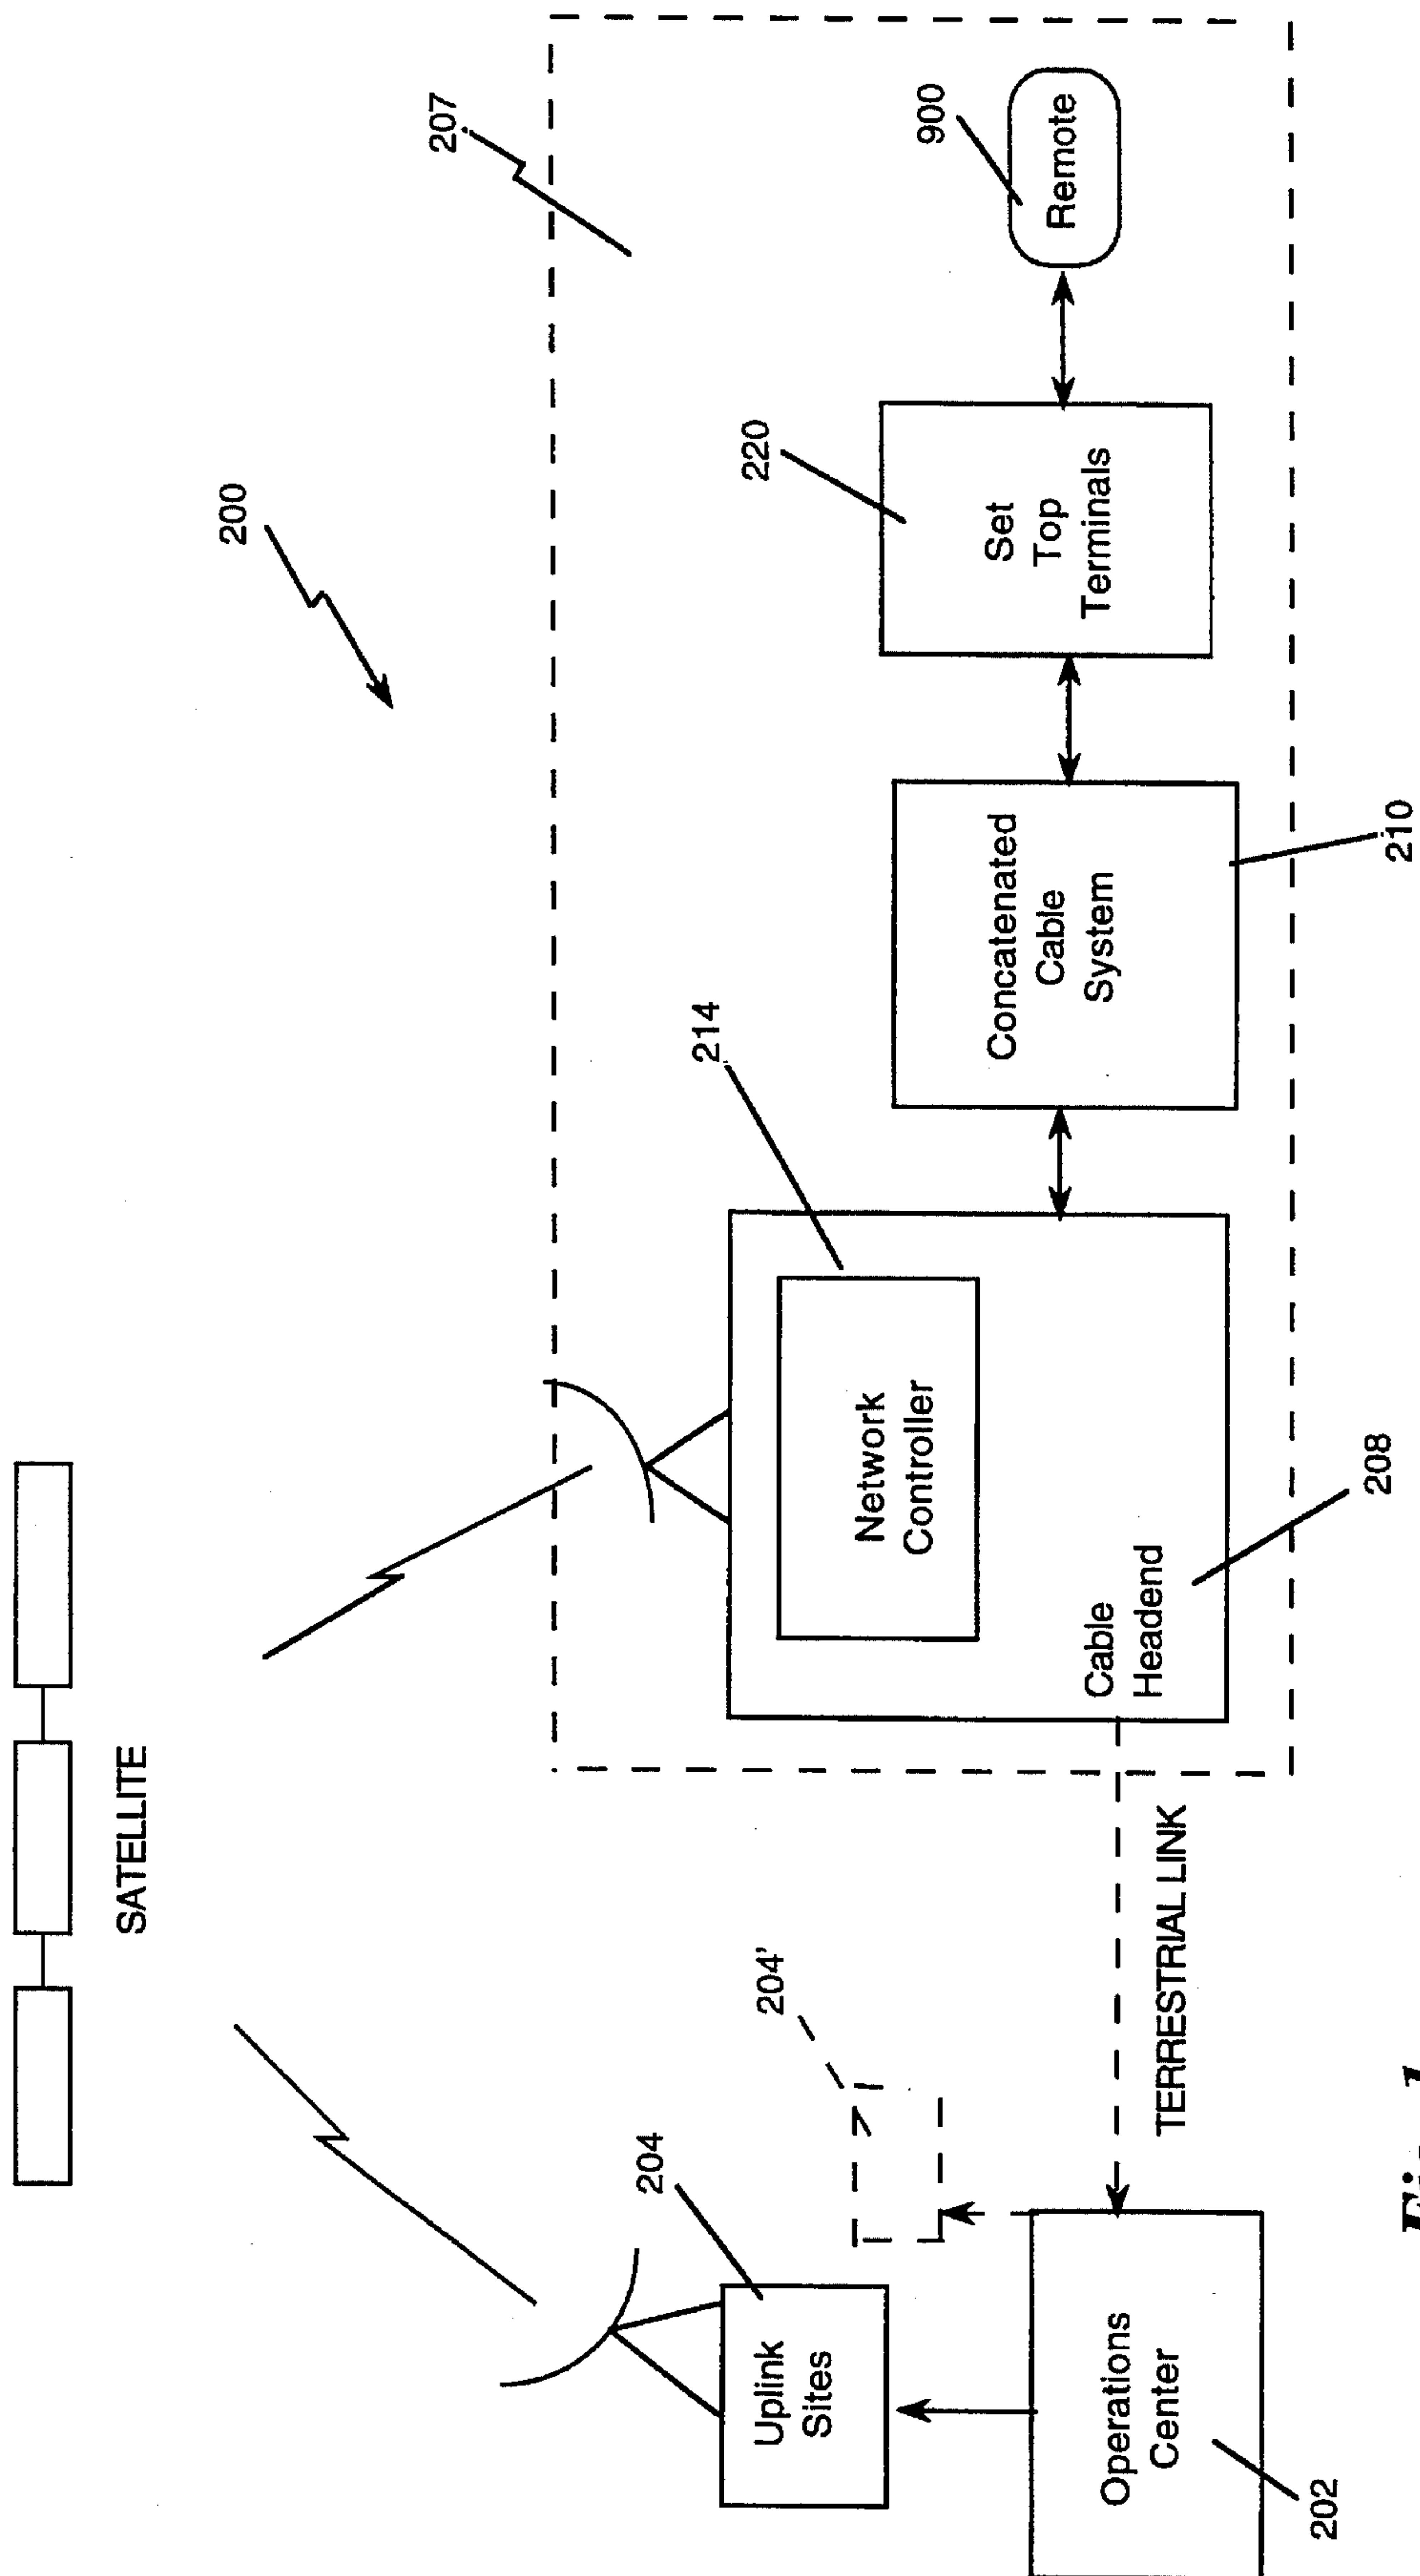 SATELLITE
200
207
204
204'
214
220
900
Uplink
Sites
Network
Controller
Concatenated
Cable
System
Set
Top
Terminals
Remote
Cable
Headend
Operations
Center
TERRESTRIAL LINK
202
208
210